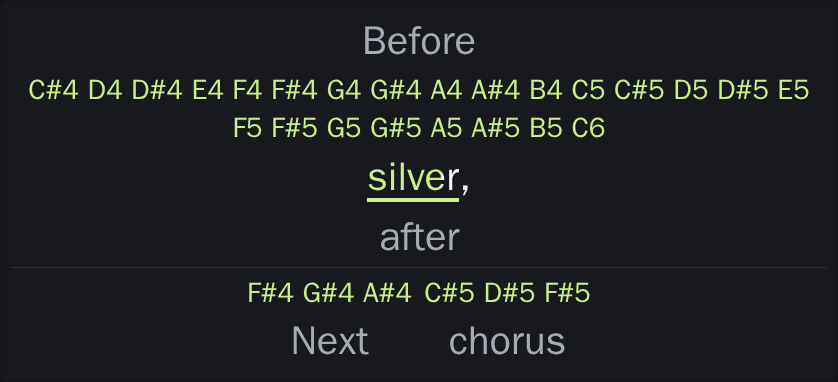 Before
C#4 D4 D#4 E4 F4 F#4 G4 G#4 A4 A#4 B4 C5 C#5 D5 D#5 E5
F5 F#5 G5 G#5 A5 A#5 B5 C6
silver,
after
F#4 G#4 A#4 C#5 D#5 F#5
Next chorus